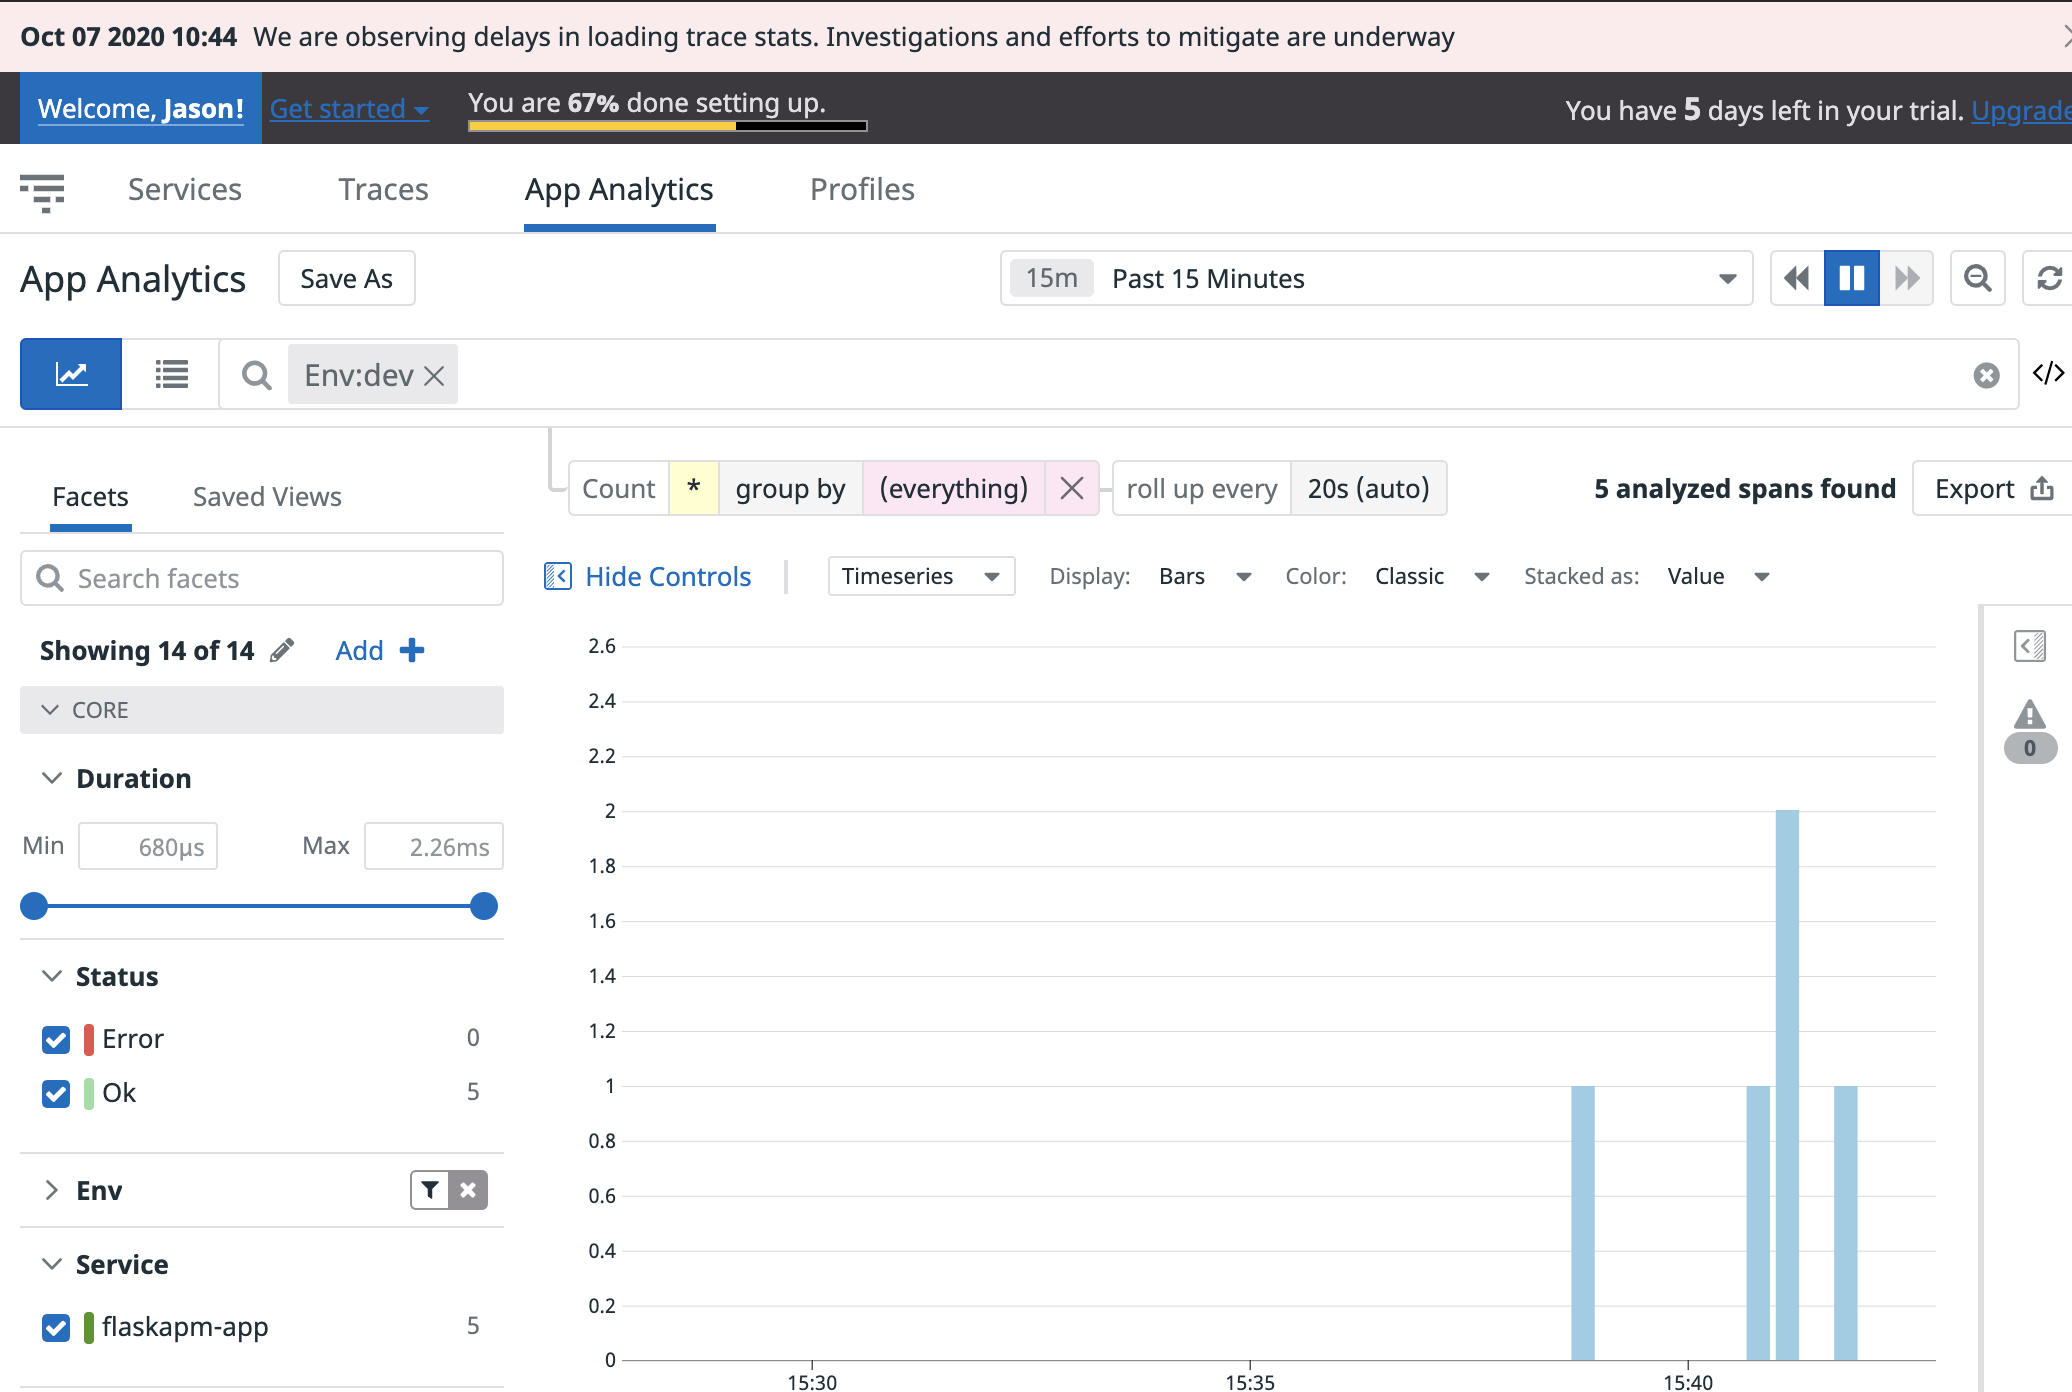 Oct 07 2020 10:44 We are observing delays in loading trace stats. Investigations and efforts to mitigate are underway
Welcome, Jason! Get started You are 67% done setting up. You have 5 days left in your trial. Upgrade
Services Traces App Analytics Profiles
App Analytics Save As 15m Past 15 Minutes
Env:dev </>
Facets Saved Views Count * group by (everything) roll up every 20s (auto) 5 analyzed spans found Export
Search facets Hide Controls Timeseries Display: Bars Color: Classic Stacked as: Value
Showing 14 of 14 Add
CORE
Duration
Min 680µs Max 2.26ms
Status
Error 0
Ok 5
Env
Service
flaskapm-app 5
2.6
2.4
2.2
2
1.8
1.6
1.4
1.2
1
0.8
0.6
0.4
0.2
0
15:30 15:35 15:40
0